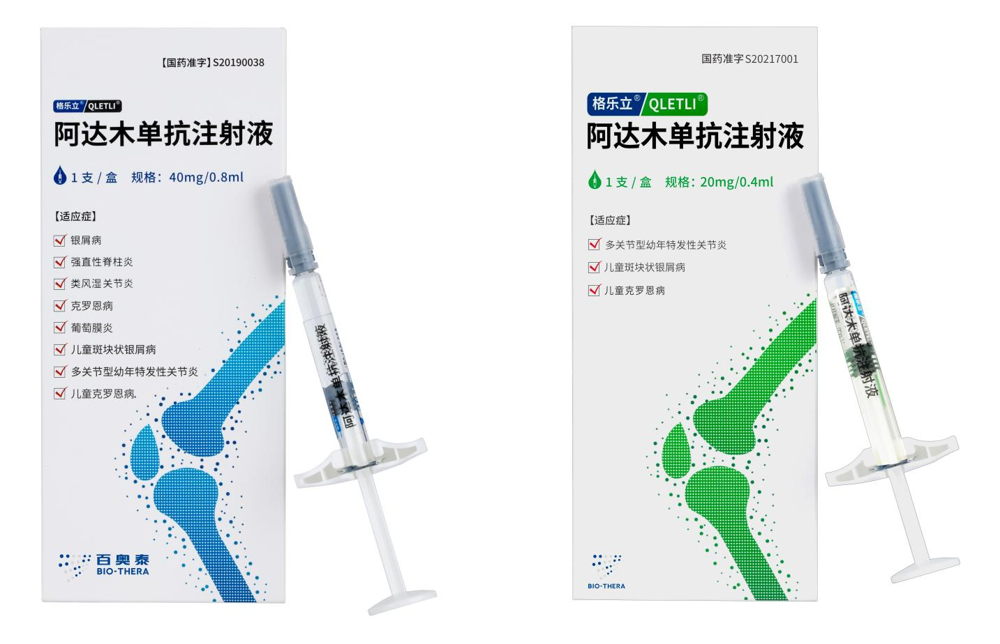 【国药准字】S20190038
格乐立® QLETLI®
阿达木单抗注射液
1 支 / 盒 规格：40mg/0.8ml
【适应症】
银屑病
强直性脊柱炎
类风湿关节炎
克罗恩病
葡萄膜炎
儿童斑块状银屑病
多关节型幼年特发性关节炎
儿童克罗恩病
百奥泰
BIO-THERA
阿达木单抗注射液
国药准字S20217001
格乐立® QLETLI®
阿达木单抗注射液
1 支 / 盒 规格：20mg/0.4ml
【适应症】
多关节型幼年特发性关节炎
儿童斑块状银屑病
儿童克罗恩病
BIO-THERA
阿达木单抗注射液